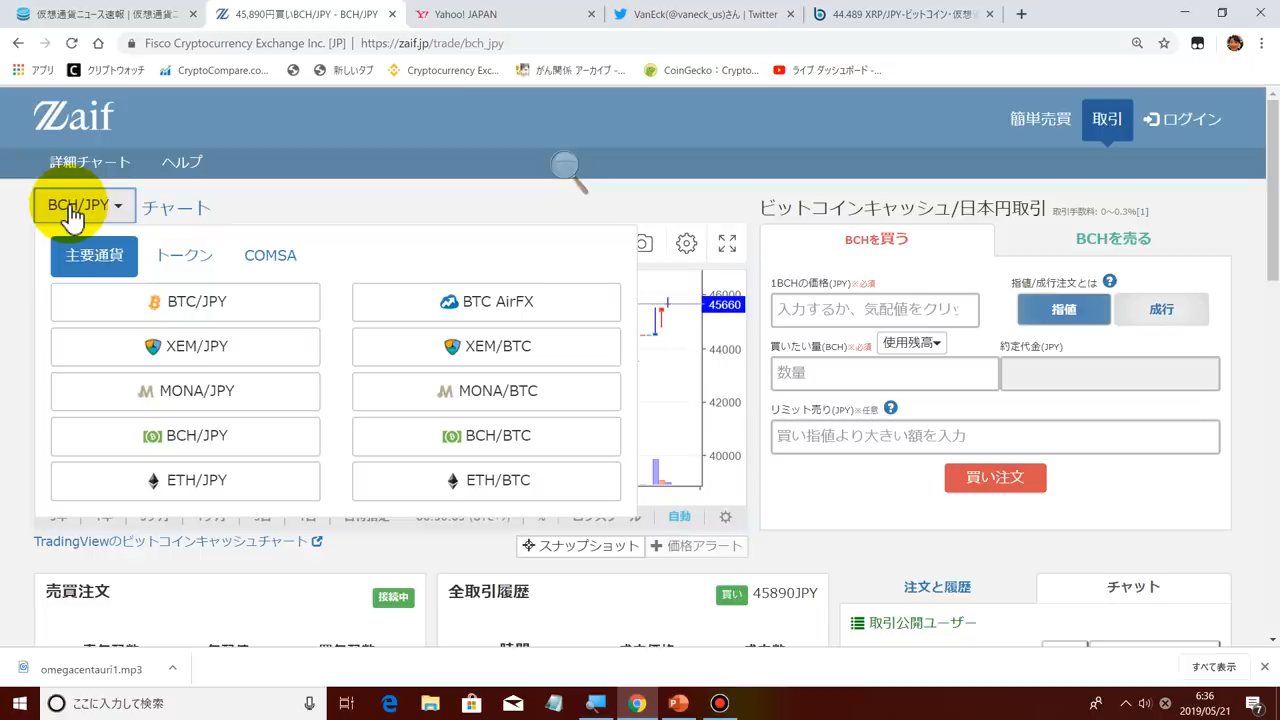 仮想通貨ニュース速報 | 仮想通貨
45,890円買いBCH/JPY - BCH/JPY
Yahoo! JAPAN
VanEck(@vaneck_us)さん | Twitter
44.489 XRP/JPY-ビットコイン・仮想通
Fisco Cryptocurrency Exchange Inc. [JP] | https://zaif.jp/trade/bch_jpy
アプリ
クリプトウォッチ
CryptoCompare.co...
新しいタブ
Cryptocurrency Exc...
がん関係 アーカイブ -...
CoinGecko : Crypto...
ライブ ダッシュボード -...
Zaif
簡単売買
取引
ログイン
詳細チャート
ヘルプ
BCH/JPY
チャート
主要通貨
トークン
COMSA
BTC/JPY
BTC AirFX
XEM/JPY
XEM/BTC
MONA/JPY
MONA/BTC
BCH/JPY
BCH/BTC
ETH/JPY
ETH/BTC
46000
45660
44000
42000
40000
自動
TradingViewのビットコインキャッシュチャート
スナップショット
価格アラート
ビットコインキャッシュ/日本円取引 取引手数料: 0~0.3%[1]
BCHを買う
BCHを売る
1BCHの価格(JPY)※必須
指値/成行注文とは
入力するか、気配値をクリッ
指値
成行
買いたい量(BCH)※必須
使用残高
約定代金(JPY)
数量
リミット売り(JPY)※任意
買い指値より大きい額を入力
買い注文
売買注文
接続中
全取引履歴
買い
45890JPY
注文と履歴
チャット
取引公開ユーザー
omegacentauri1.mp3
すべて表示
ここに入力して検索
6:36
2019/05/21
7